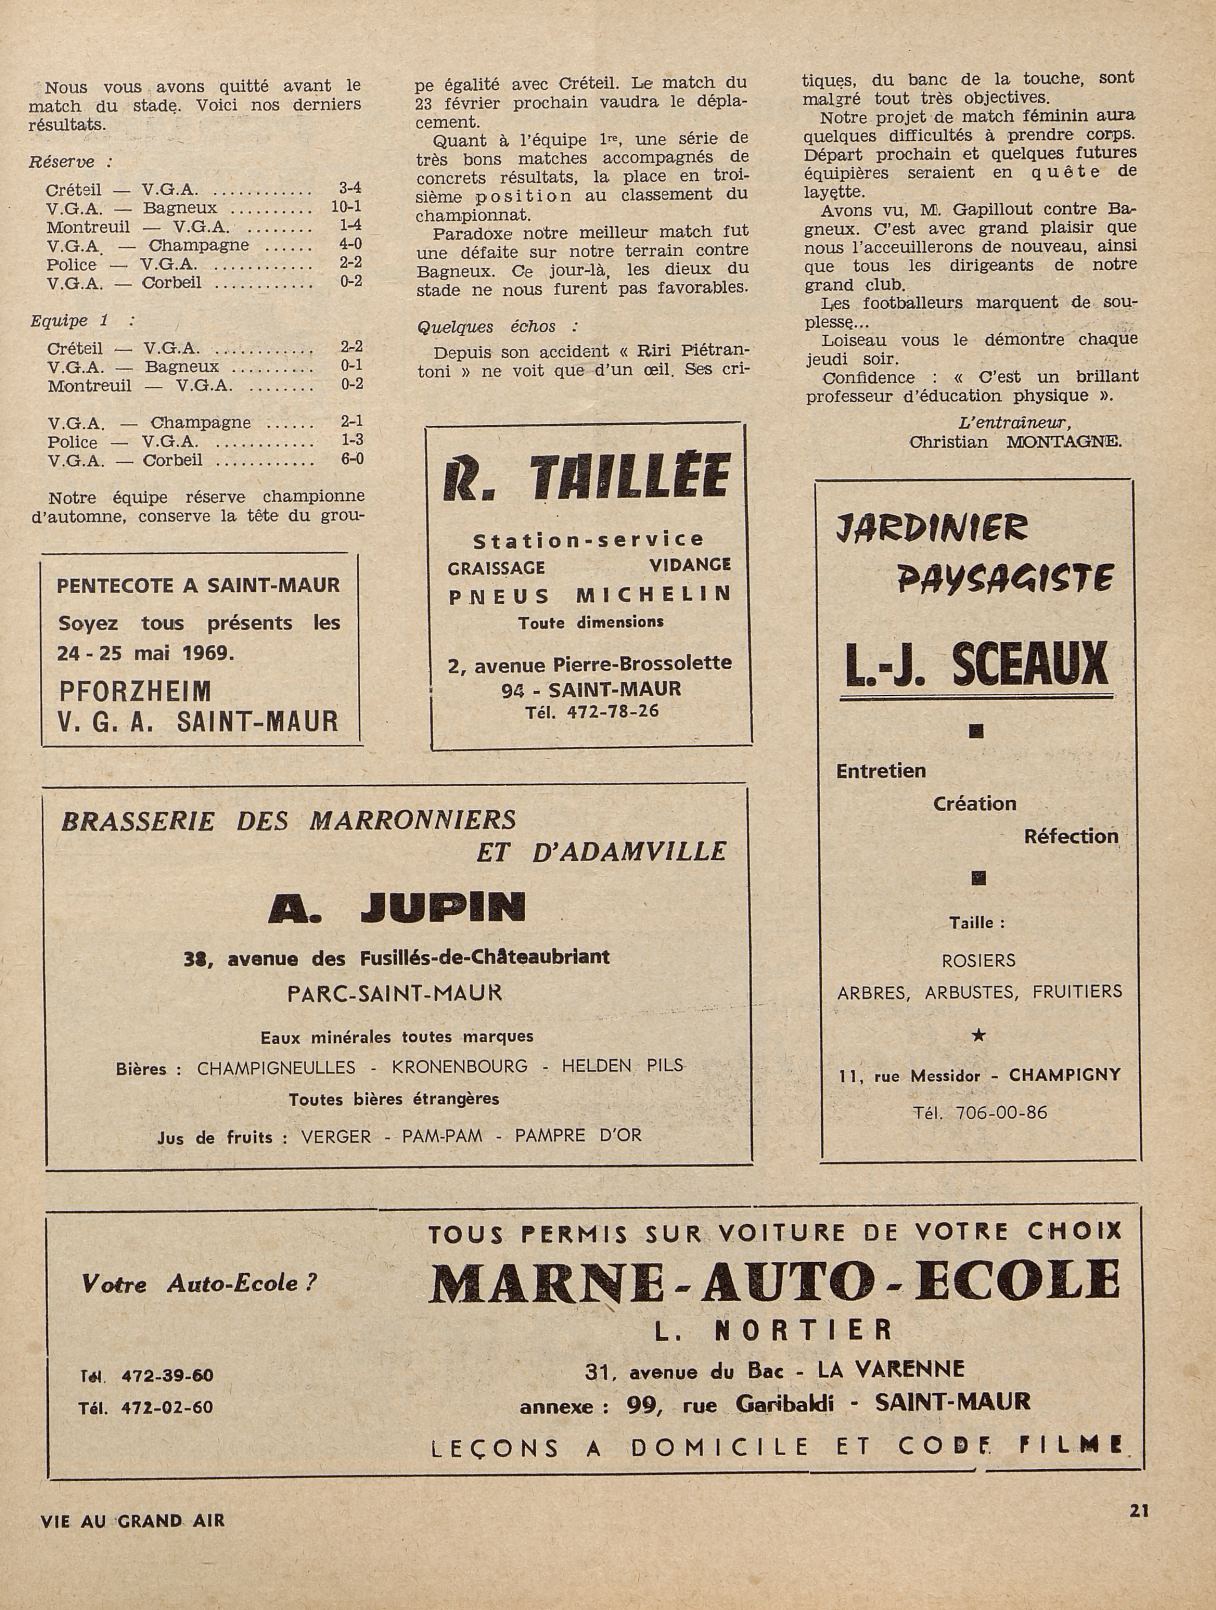 Nous vous avons quitté avant le
match du stade. Voici nos derniers
résultats.
Réserve :
Créteil — V.G.A. ............ 3-4
V.G.A. — Bagneux .......... 10-1
Montreuil — V.G.A. ........ 1-4
V.G.A. — Champagne ...... 4-0
Police — V.G.A. ............ 2-2
V.G.A. — Corbeil ............ 0-2
Equipe 1 :
Créteil — V.G.A. ............ 2-2
V.G.A. — Bagneux .......... 0-1
Montreuil — V.G.A. ........ 0-2
V.G.A. — Champagne ...... 2-1
Police — V.G.A. ............ 1-3
V.G.A. — Corbeil ............ 6-0
Notre équipe réserve championne
d'automne, conserve la tête du grou-
pe égalité avec Créteil. Le match du
23 février prochain vaudra le dépla-
cement.
Quant à l'équipe 1re, une série de
très bons matches accompagnés de
concrets résultats, la place en troi-
sième position au classement du
championnat.
Paradoxe notre meilleur match fut
une défaite sur notre terrain contre
Bagneux. Ce jour-là, les dieux du
stade ne nous furent pas favorables.
Quelques échos :
Depuis son accident « Riri Piétran-
toni » ne voit que d'un œil. Ses cri-
tiques, du banc de la touche, sont
malgré tout très objectives.
Notre projet de match féminin aura
quelques difficultés à prendre corps.
Départ prochain et quelques futures
équipières seraient en quête de
layette.
Avons vu, M. Gapillout contre Ba-
gneux. C'est avec grand plaisir que
nous l'acceuillerons de nouveau, ainsi
que tous les dirigeants de notre
grand club.
Les footballeurs marquent de sou-
plesse...
Loiseau vous le démontre chaque
jeudi soir.
Confidence : « C'est un brillant
professeur d'éducation physique ».
L'entraîneur,
Christian MONTAGNE.
PENTECOTE A SAINT-MAUR
Soyez tous présents les
24 - 25 mai 1969.
PFORZHEIM
V. G. A. SAINT-MAUR
R. TAILLÉE
Station-service
GRAISSAGE VIDANGE
PNEUS MICHELIN
Toute dimensions
2, avenue Pierre-Brossolette
94 - SAINT-MAUR
Tél. 472-78-26
JARDINIER
PAYSAGISTE
L.-J. SCEAUX
■
Entretien
Création
Réfection
■
Taille :
ROSIERS
ARBRES, ARBUSTES, FRUITIERS
★
11, rue Messidor - CHAMPIGNY
Tél. 706-00-86
BRASSERIE DES MARRONNIERS
ET D'ADAMVILLE
A. JUPIN
38, avenue des Fusillés-de-Châteaubriant
PARC-SAINT-MAUR
Eaux minérales toutes marques
Bières : CHAMPIGNEULLES - KRONENBOURG - HELDEN PILS
Toutes bières étrangères
Jus de fruits : VERGER - PAM-PAM - PAMPRE D'OR
TOUS PERMIS SUR VOITURE DE VOTRE CHOIX
Votre Auto-Ecole ?
MARNE - AUTO - ECOLE
L. NORTIER
Tél. 472-39-60
31, avenue du Bac - LA VARENNE
Tél. 472-02-60
annexe : 99, rue Garibaldi - SAINT-MAUR
LEÇONS A DOMICILE ET CODE FILME
VIE AU GRAND AIR
21